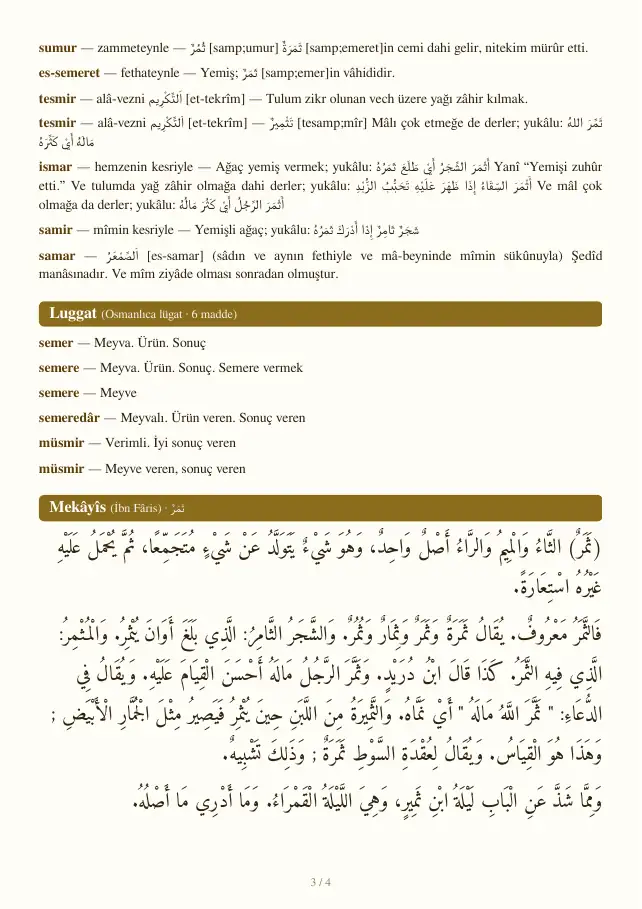 sumur — zammeteynle — ثُمُرٌ [samp;umur] ثَمَرَةٌ [samp;emeret]in cemi dahi gelir, nitekim mürûr etti.
es-semeret — fethateynle — Yemiş; ثَمَرٌ [samp;emer]in vâhididir.
tesmir — alâ-vezni اَلتَّكْرِيم [et-tekrîm] — Tulum zikr olunan vech üzere yağı zâhir kılmak.
tesmir — alâ-vezni اَلتَّكْرِيم [et-tekrîm] — تَثْمِيرٌ [tesamp;mîr] Mâlı çok etmeğe de derler; yukâlu: ثَمَّرَ اللهُ
مَالَهُ أَيْ كَثَّرَهُ
ismar — hemzenin kesriyle — Ağaç yemiş vermek; yukâlu: أَثْمَرَ الشَّجَرُ أَيْ طَلَعَ ثَمَرُهُ Yanî “Yemişi zuhûr
etti.” Ve tulumda yağ zâhir olmağa dahi derler; yukâlu: أَثْمَرَ السِّقَاءُ إِذَا ظَهَرَ عَلَيْهِ تَحَبُّبُ الزُّبْدِ Ve mâl çok
olmağa da derler; yukâlu: أَثْمَرَ الرَّجُلُ أَيْ كَثُرَ مَالُهُ
samir — mîmin kesriyle — Yemişli ağaç; yukâlu: شَجَرٌ ثَامِرٌ إِذَا أَدْرَكَ ثَمَرُهُ
samar — اَلصَّمْعَرُ [es-samar] (sâdın ve aynın fethiyle ve mâ-beyninde mîmin sükûnuyla) Şedîd
manâsınadır. Ve mîm ziyâde olması sonradan olmuştur.
Luggat (Osmanlıca lügat · 6 madde)
semer — Meyva. Ürün. Sonuç
semere — Meyva. Ürün. Sonuç. Semere vermek
semere — Meyve
semeredâr — Meyvalı. Ürün veren. Sonuç veren
müsmir — Verimli. İyi sonuç veren
müsmir — Meyve veren, sonuç veren
Mekâyîs (İbn Fâris) · ثَمَرٌ
(ثَمَرٌ) الثَّاءُ وَالْمِيمُ وَالرَّاءُ أَصْلٌ وَاحِدٌ، وَهُوَ شَيْءٌ يَتَوَلَّدُ عَنْ شَيْءٍ مُتَجَمِّعًا، ثُمَّ يُحْمَلُ عَلَيْهِ
غَيْرُهُ اسْتِعَارَةً.
فَالثَّمَرُ مَعْرُوفٌ. يُقَالُ ثَمَرَةٌ وَثَمَرٌ وَثِمَارٌ وَثُمُرٌ. وَالشَّجَرُ الثَّامِرُ: الَّذِي بَلَغَ أَوَانَ يُثْمِرُ. وَالْمُثْمِرُ:
الَّذِي فِيهِ الثَّمَرُ. كَذَا قَالَ ابْنُ دُرَيْدٍ. وَثَمَّرَ الرَّجُلُ مَالَهُ أَحْسَنَ الْقِيَامَ عَلَيْهِ. وَيُقَالُ فِي
الدُّعَاءِ: " ثَمَّرَ اللَّهُ مَالَهُ " أَيْ نَمَّاهُ. وَالثَّمِيرَةُ مِنَ اللَّبَنِ حِينَ يُثْمِرُ فَيَصِيرُ مِثْلَ الْجُمَّارِ الْأَبْيَضِ ;
وَهَذَا هُوَ الْقِيَاسُ. وَيُقَالُ لِعُقْدَةِ السَّوْطِ ثَمَرَةٌ ; وَذَلِكَ تَشْبِيهٌ.
وَمِمَّا شَذَّ عَنِ الْبَابِ لَيْلَةُ ابْنِ ثَمِيرٍ، وَهِيَ اللَّيْلَةُ الْقَمْرَاءُ. وَمَا أَدْرِي مَا أَصْلُهُ.
3 / 4